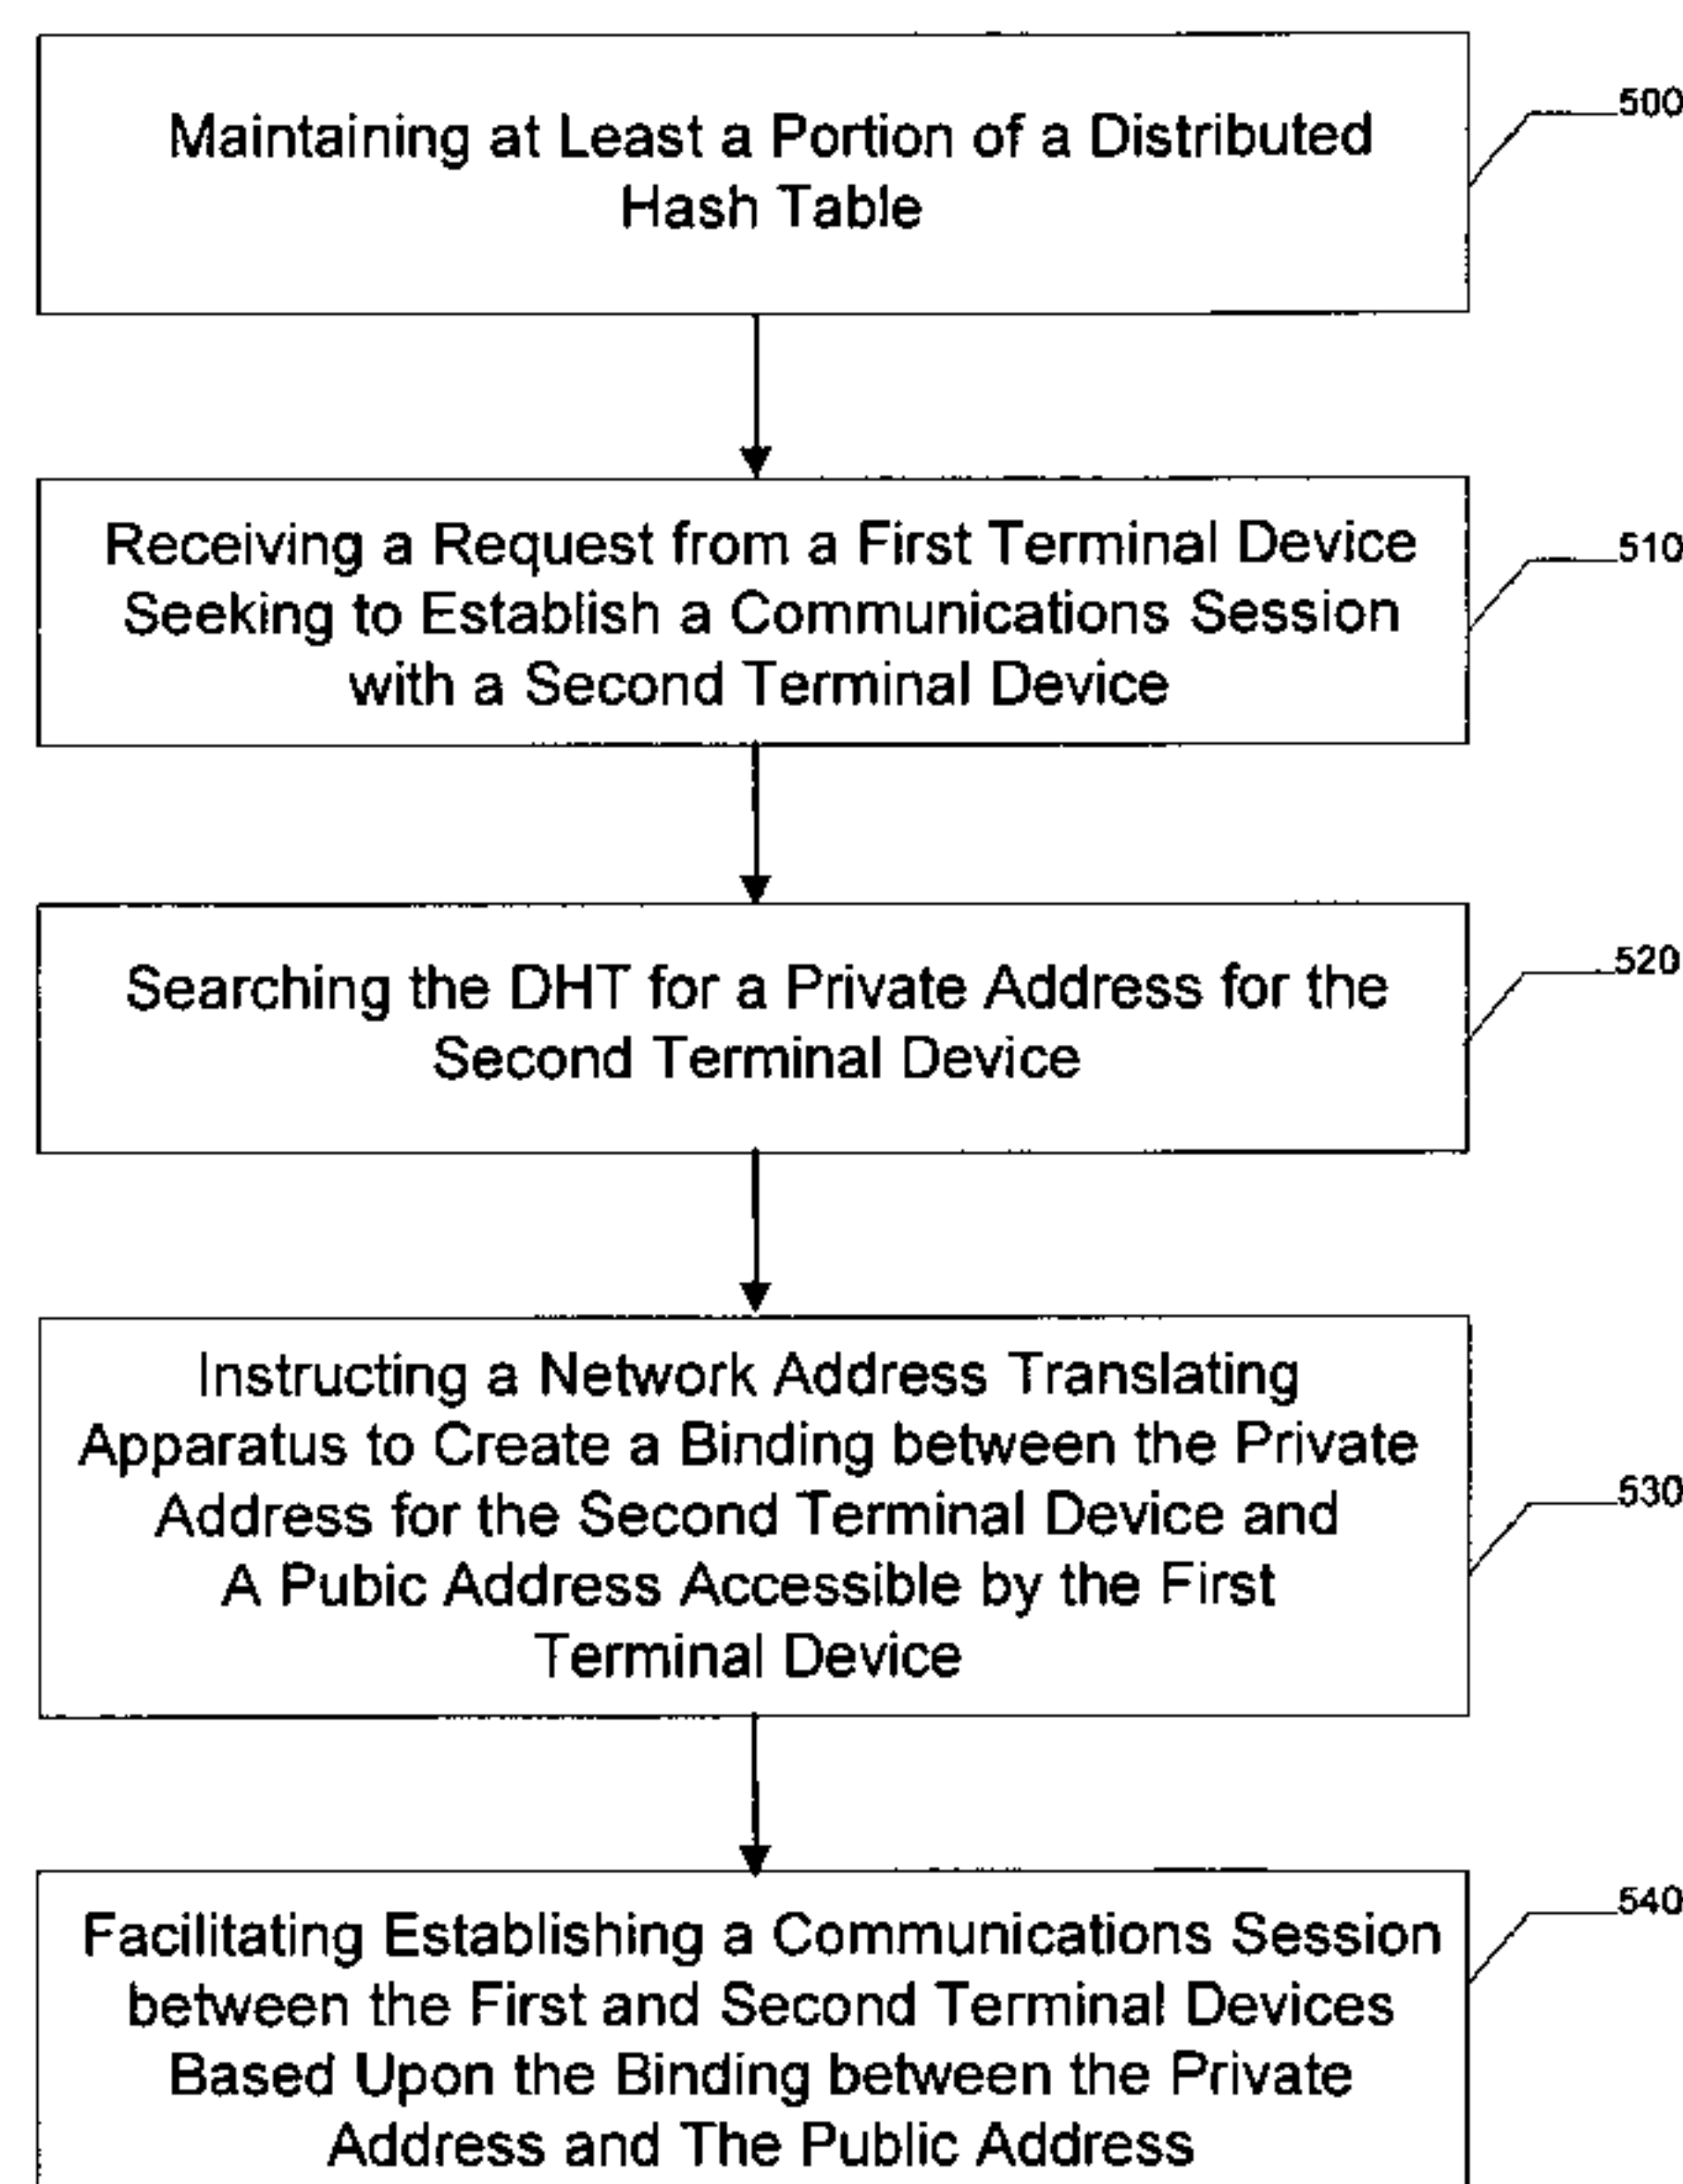 Maintaining at Least a Portion of a Distributed
Hash Table
500
Receiving a Request from a First Terminal Device
Seeking to Establish a Communications Session
with a Second Terminal Device
510
Searching the DHT for a Private Address for the
Second Terminal Device
520
Instructing a Network Address Translating
Apparatus to Create a Binding between the Private
Address for the Second Terminal Device and
A Pubic Address Accessible by the First
Terminal Device
530
Facilitating Establishing a Communications Session
between the First and Second Terminal Devices
Based Upon the Binding between the Private
Address and The Public Address
540